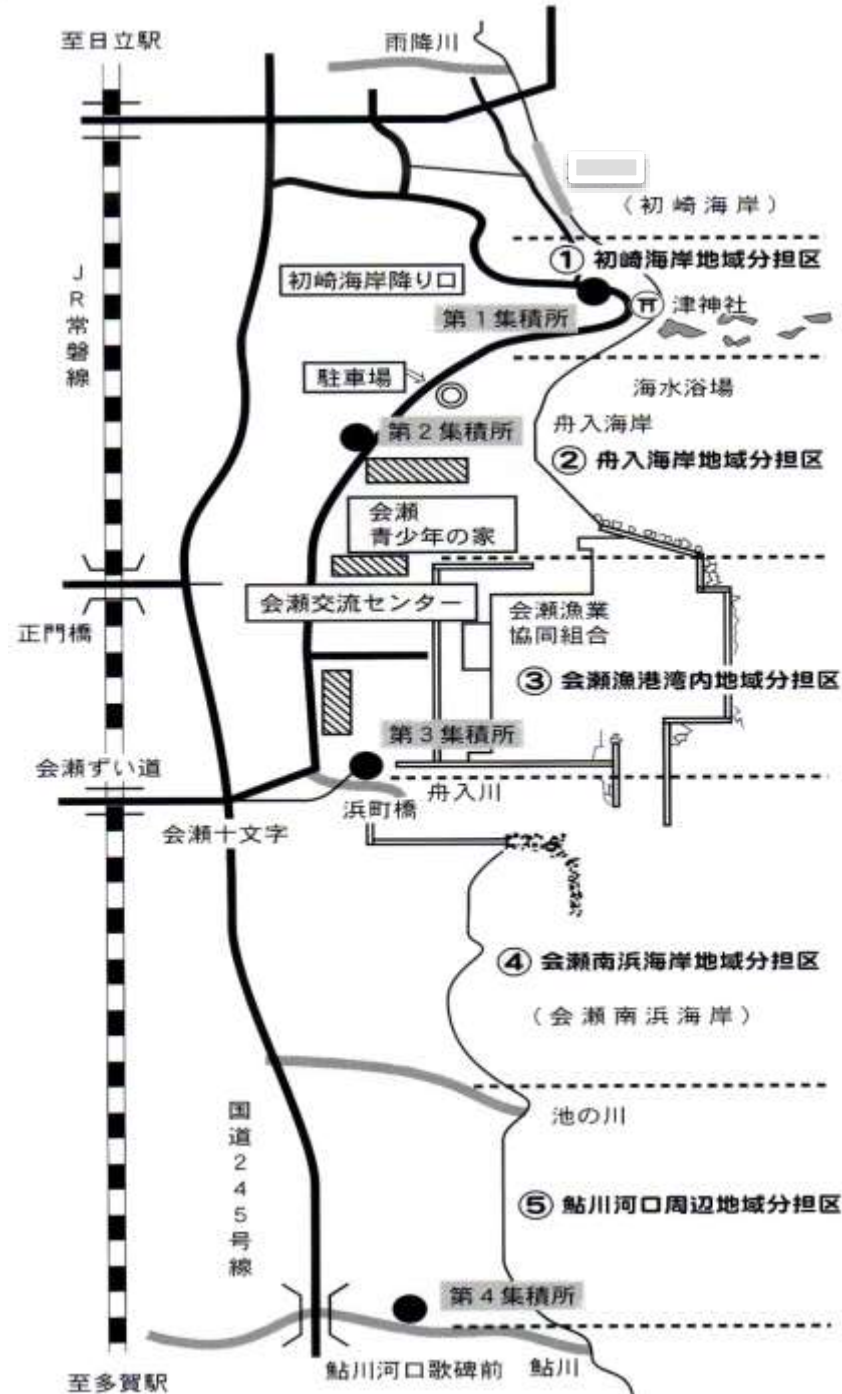 至日立駅
雨降川
（初崎海岸）
① 初崎海岸地域分担区
JR常磐線
初崎海岸降り口
津神社
第１集積所
駐車場
海水浴場
舟入海岸
第２集積所
② 舟入海岸地域分担区
会瀬
青少年の家
会瀬交流センター
会瀬漁業
協同組合
正門橋
③ 会瀬漁港湾内地域分担区
第３集積所
会瀬ずい道
舟入川
浜町橋
会瀬十文字
④ 会瀬南浜海岸地域分担区
（会瀬南浜海岸）
国道245号線
池の川
⑤ 鮎川河口周辺地域分担区
第４集積所
鮎川河口歌碑前
鮎川
至多賀駅